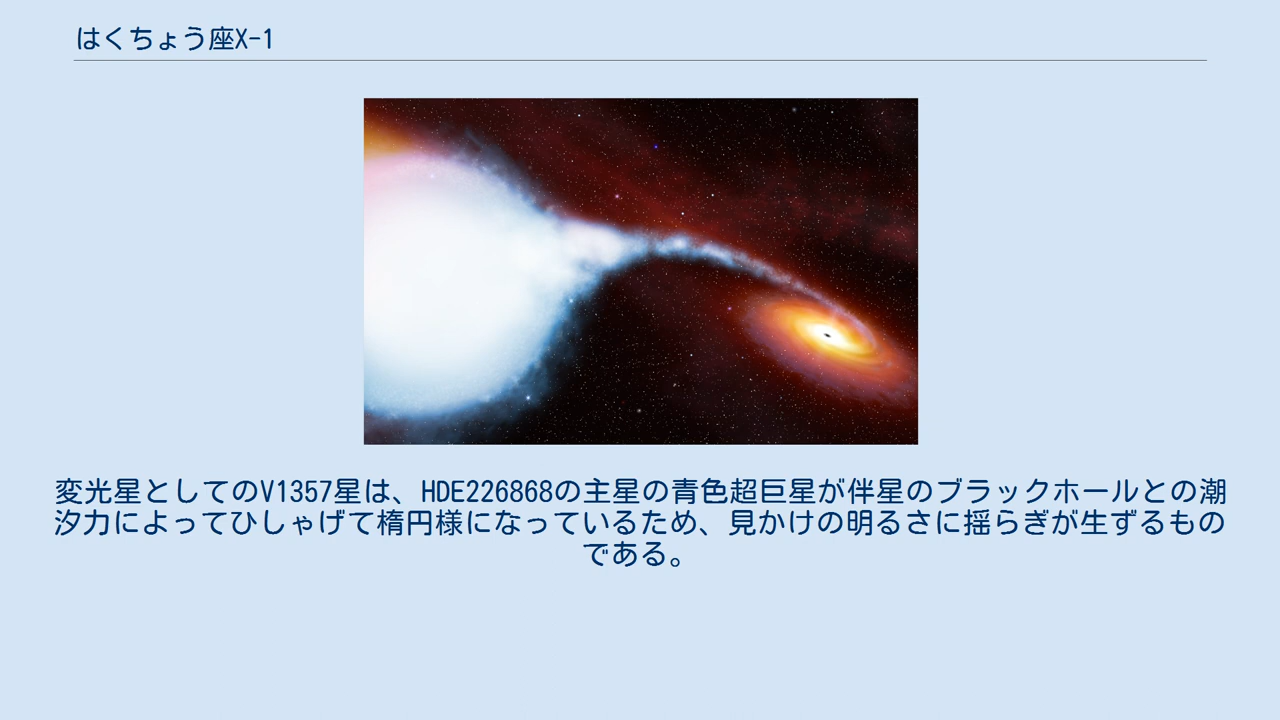 はくちょう座X-1
変光星としてのV1357星は、HDE226868の主星の青色超巨星が伴星のブラックホールとの潮
汐力によってひしゃげて楕円様になっているため、見かけの明るさに揺らぎが生ずるもの
である。